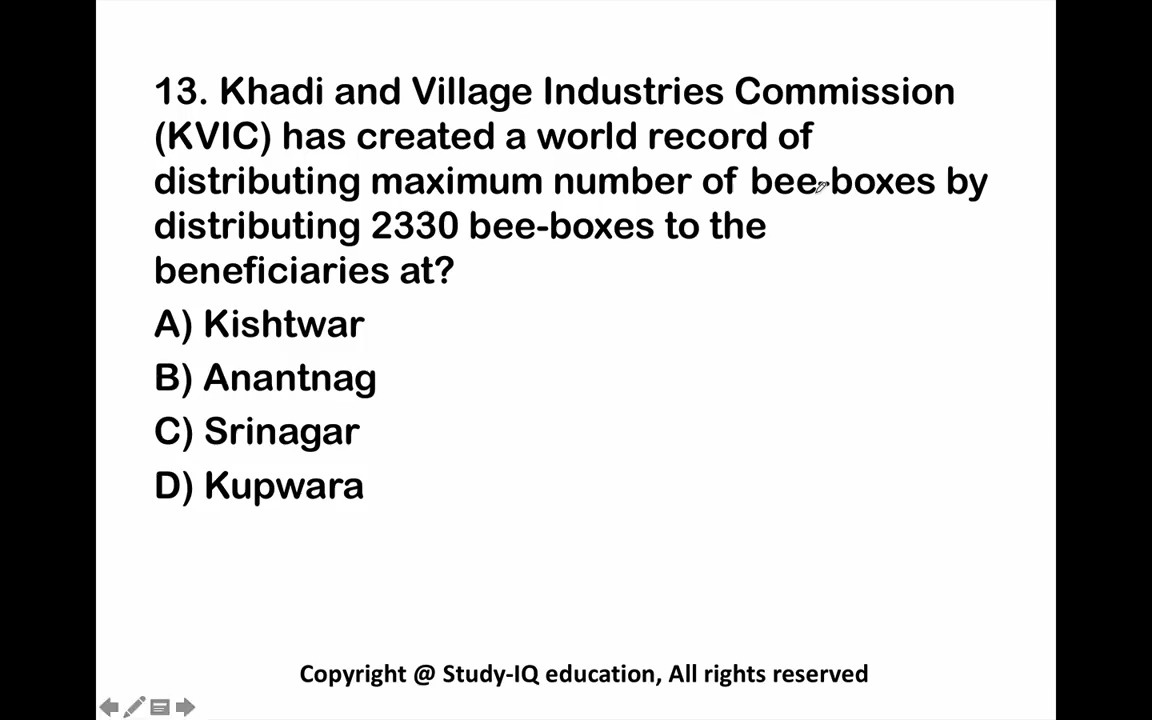 13. Khadi and Village Industries Commission
(KVIC) has created a world record of
distributing maximum number of bee-boxes by
distributing 2330 bee-boxes to the
beneficiaries at?
A) Kishtwar
B) Anantnag
C) Srinagar
D) Kupwara
Copyright @ Study-IQ education, All rights reserved